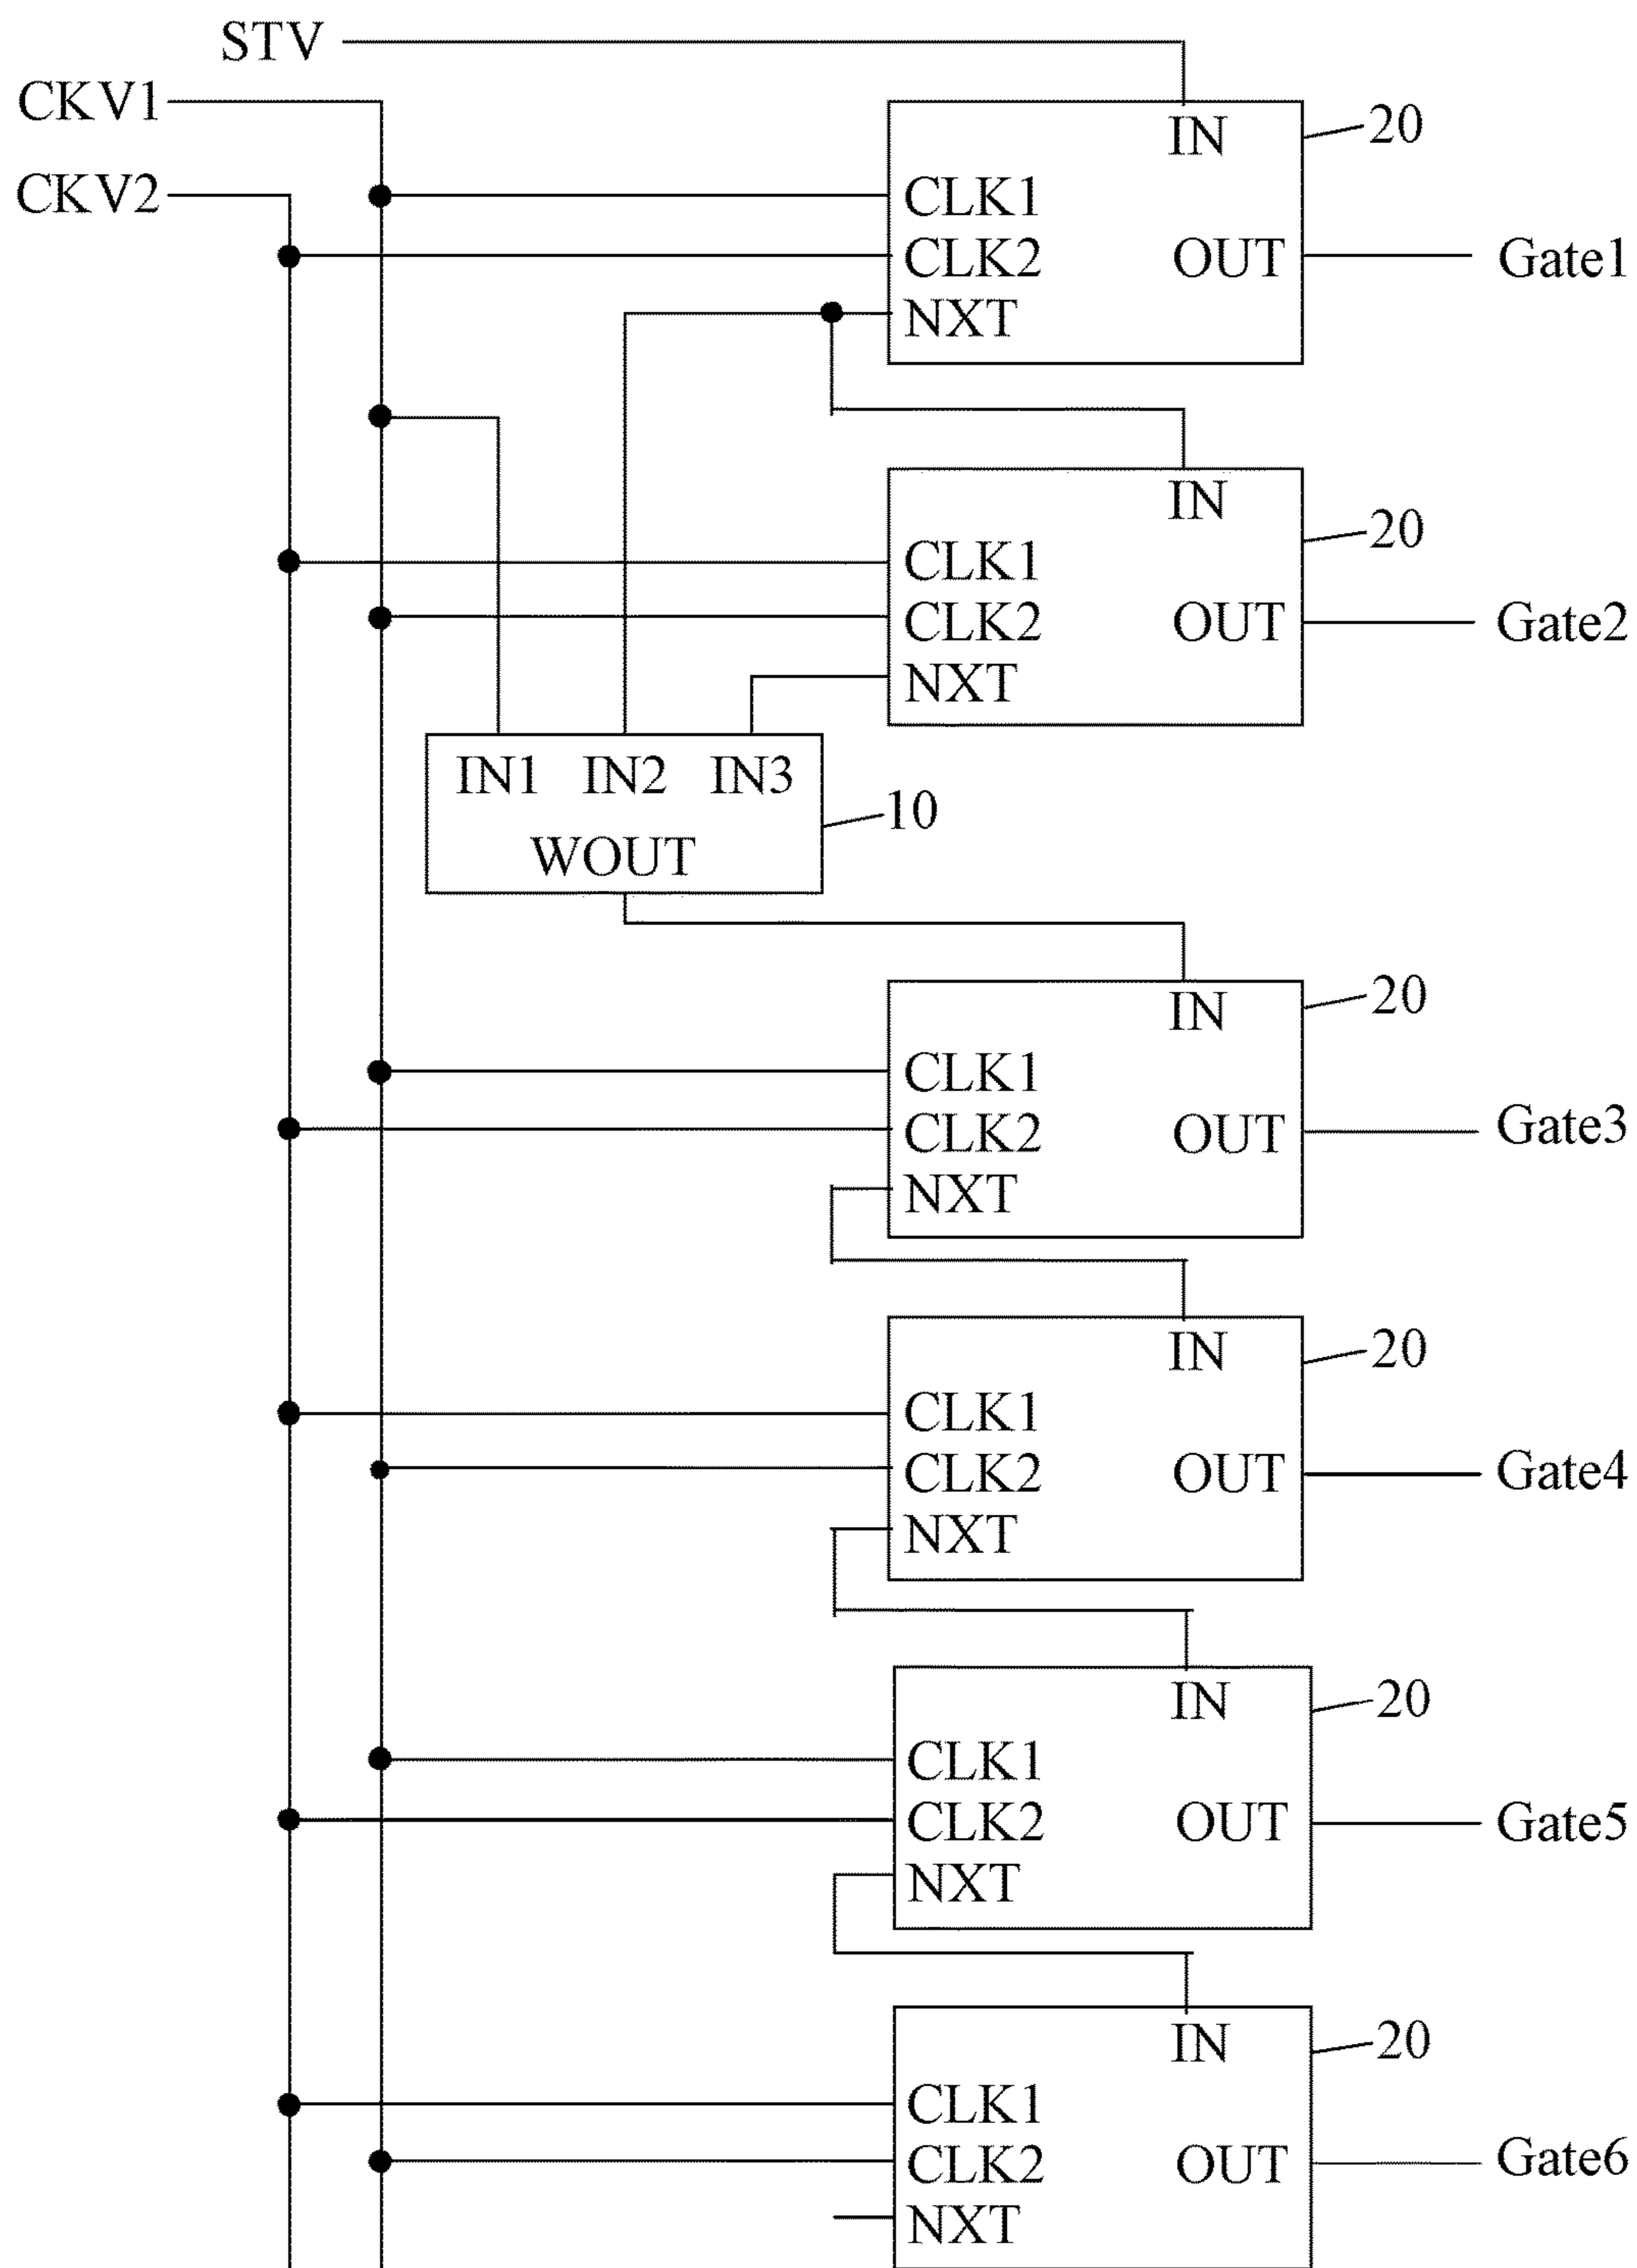 STV
CKV1
CKV2
IN
20
CLK1
CLK2
OUT
Gate1
NXT
IN
20
CLK1
CLK2
OUT
Gate2
NXT
IN1 IN2 IN3
10
WOUT
IN
20
CLK1
CLK2
OUT
Gate3
NXT
IN
20
CLK1
CLK2
OUT
Gate4
NXT
IN
20
CLK1
CLK2
OUT
Gate5
NXT
IN
20
CLK1
CLK2
OUT
Gate6
NXT